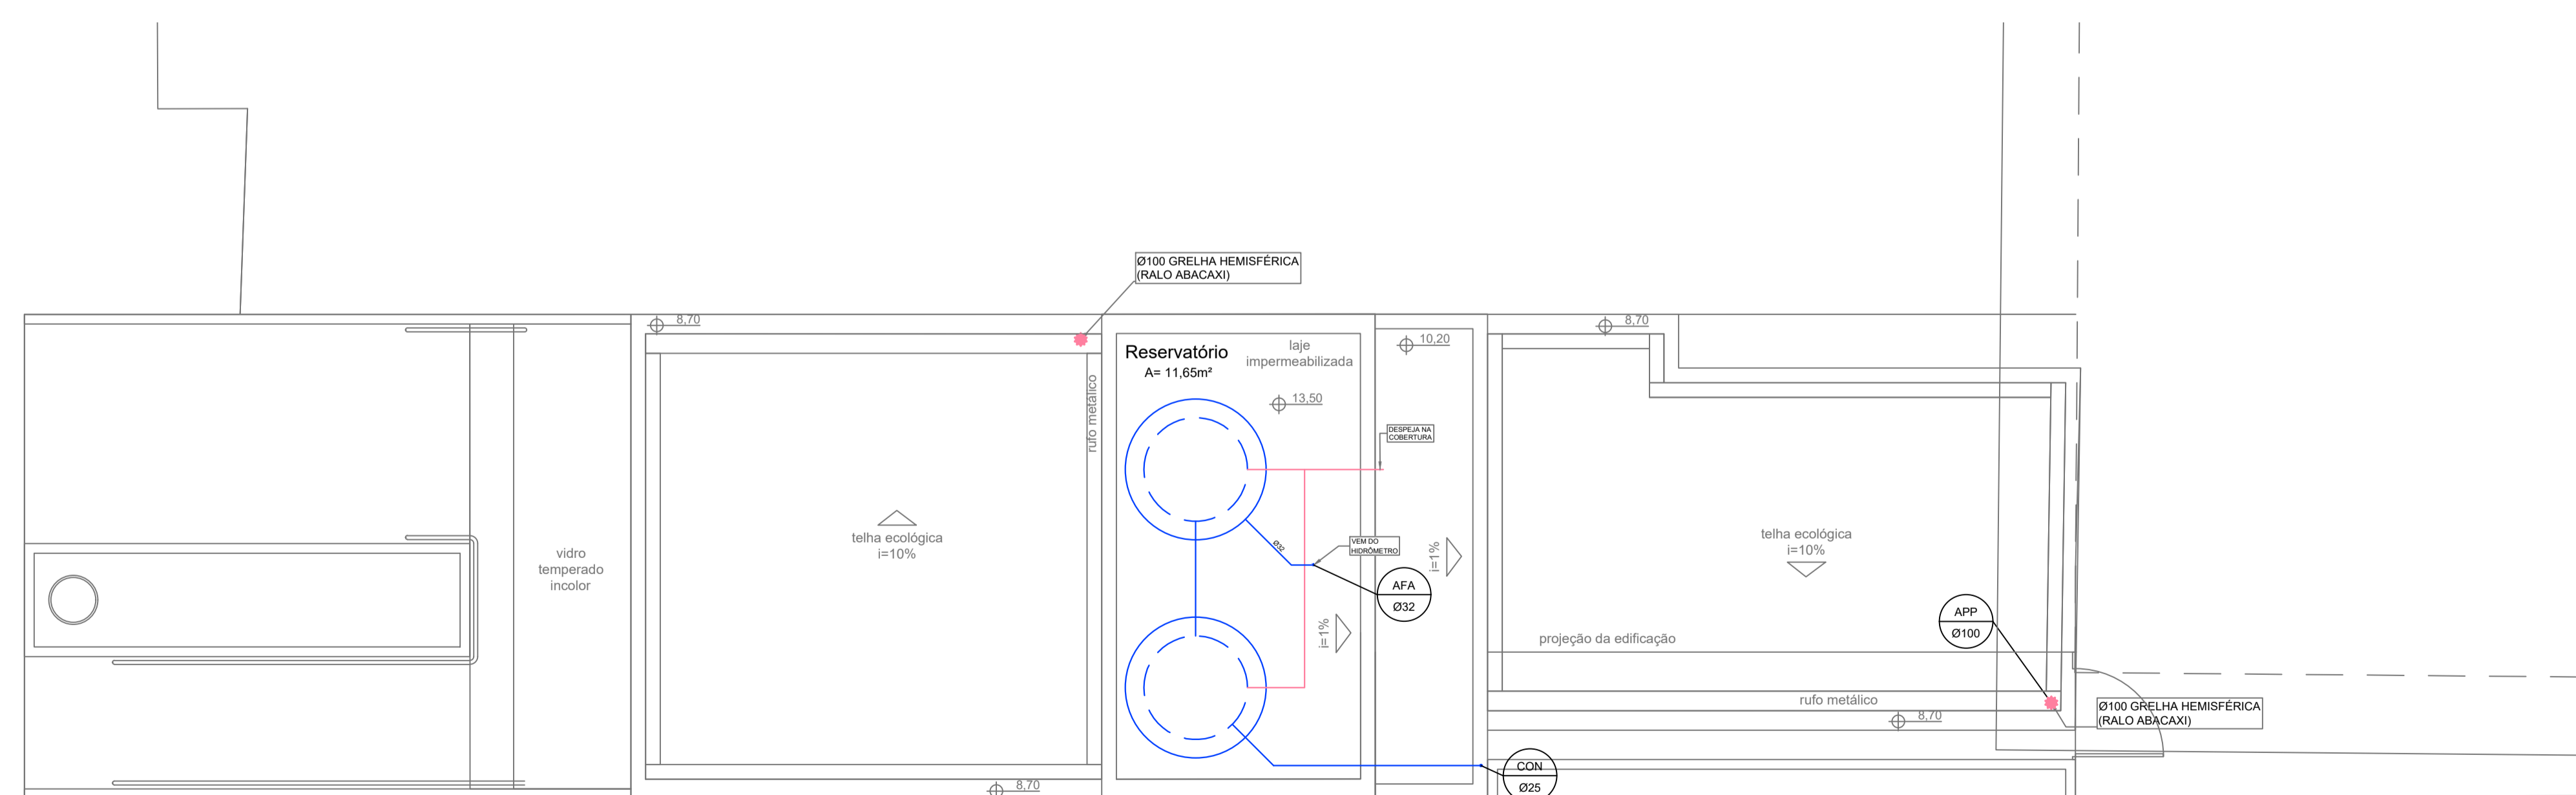 Ø100 GRELHA HEMISFÉRICA
(RALO ABACAXI)
8,70
8,70
10,20
Reservatório
A= 11,65m²
laje
impermeabilizada
rufo metálico
13,50
DESPEJA NA
COBERTURA
telha ecológica
i=10%
vidro
temperado
incolor
Ø32
VEM DO
HIDRÔMETRO
i=1%
AFA
Ø32
telha ecológica
i=10%
i=1%
projeção da edificação
APP
Ø100
rufo metálico
8,70
Ø100 GRELHA HEMISFÉRICA
(RALO ABACAXI)
CON
Ø25
8,70